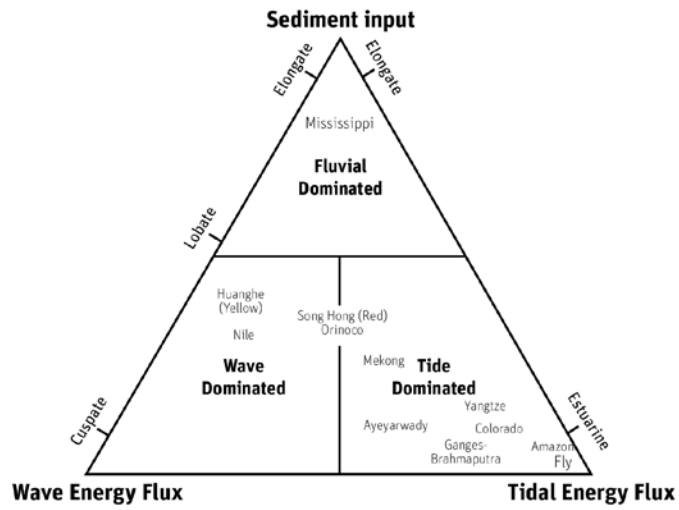 Sediment input
Elongate
Elongate
Mississippi
Fluvial
Dominated
Lobate
Huanghe
(Yellow)
Nile
Song Hong (Red)
Orinoco
Wave
Dominated
Mekong
Tide
Dominated
Yangtze
Ayeyarwady
Colorado
Ganges-
Brahmaputra
Amazon
Fly
Cuspate
Estuarine
Wave Energy Flux
Tidal Energy Flux